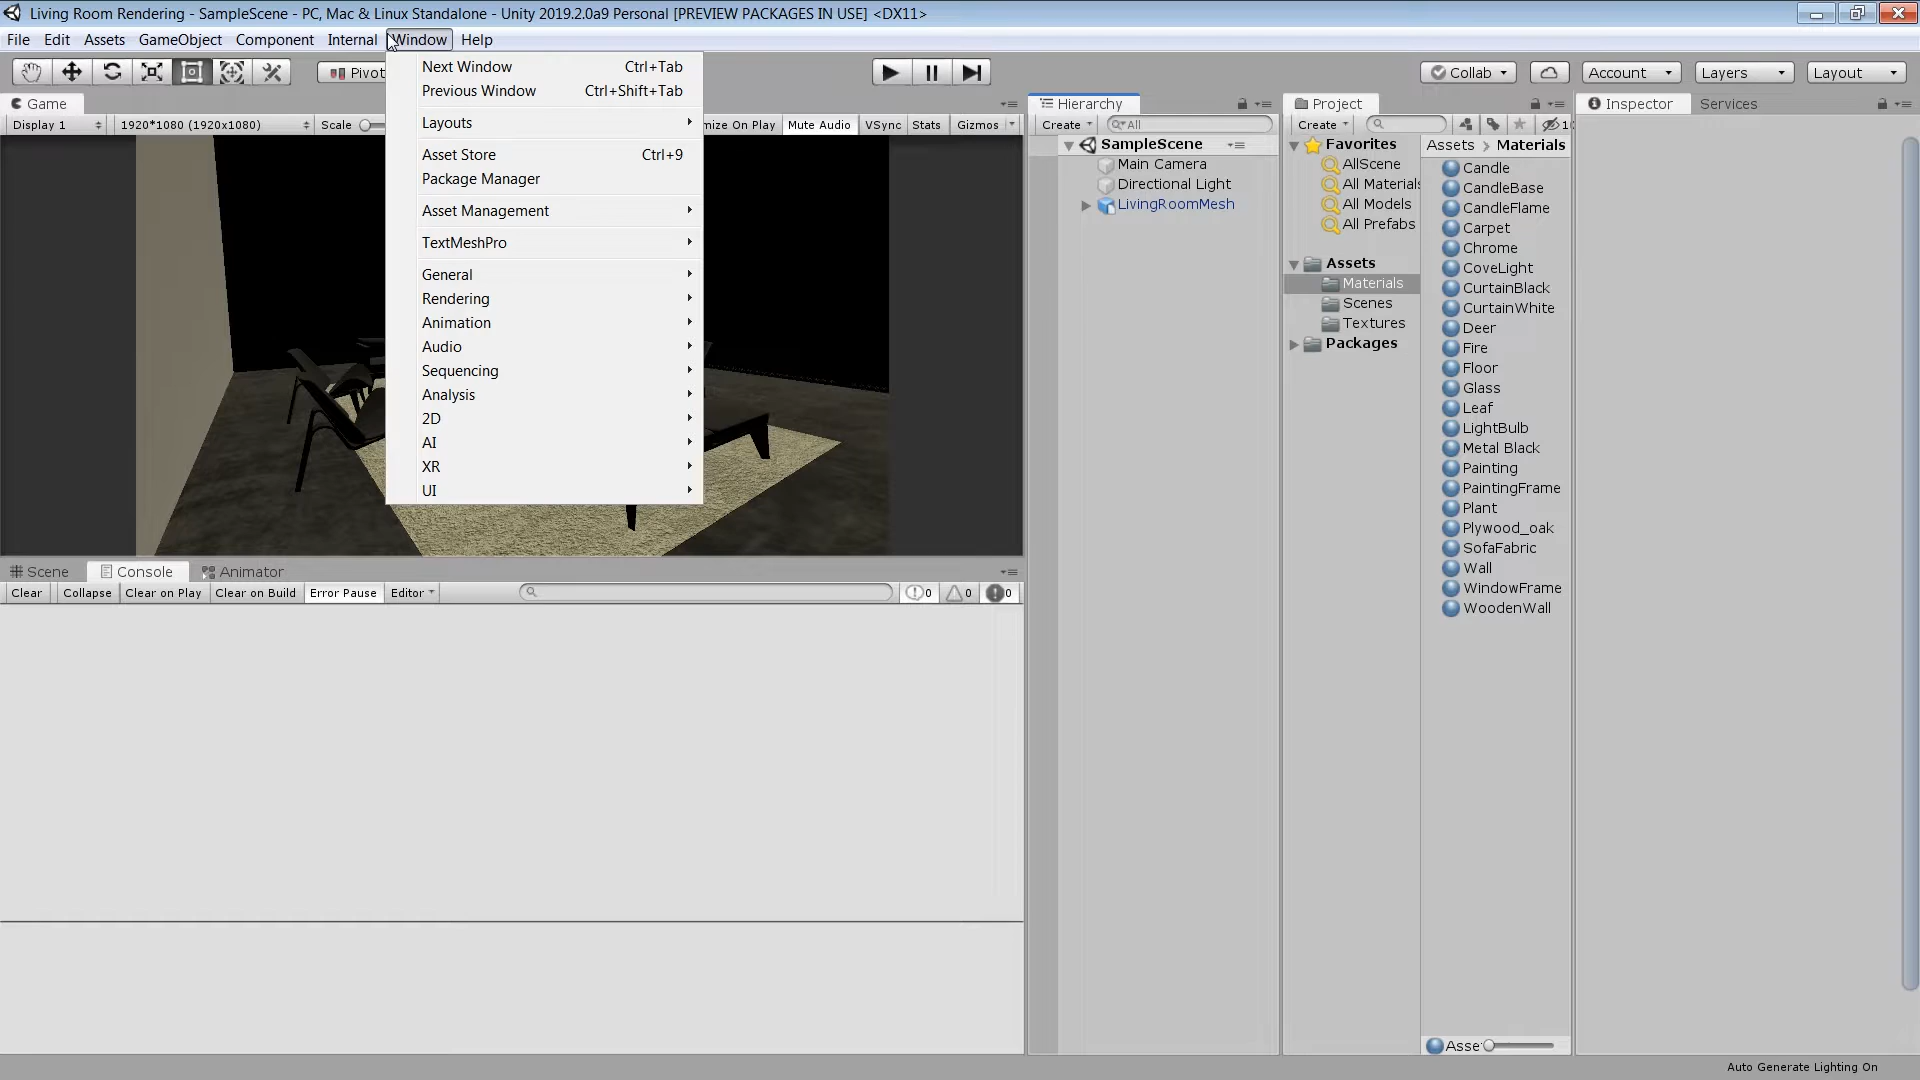 Living Room Rendering - SampleScene - PC, Mac & Linux Standalone - Unity 2019.2.0a9 Personal [PREVIEW PACKAGES IN USE] <DX11>
File Edit Assets GameObject Component Internal Window Help
Pivot
Collab Account Layers Layout
Next Window Ctrl+Tab
Previous Window Ctrl+Shift+Tab
Layouts
Asset Store Ctrl+9
Package Manager
Asset Management
TextMeshPro
General
Rendering
Animation
Audio
Sequencing
Analysis
2D
AI
XR
UI
Game
Display 1 1920*1080 (1920x1080) Scale mize On Play Mute Audio VSync Stats Gizmos
Scene Console Animator
Clear Collapse Clear on Play Clear on Build Error Pause Editor 0 0 0
Hierarchy
Create All
SampleScene
Main Camera
Directional Light
LivingRoomMesh
Project
Create 1
Favorites
AllScene
All Materials
All Models
All Prefabs
Assets
Materials
Scenes
Textures
Packages
Assets > Materials
Candle
CandleBase
CandleFlame
Carpet
Chrome
CoveLight
CurtainBlack
CurtainWhite
Deer
Fire
Floor
Glass
Leaf
LightBulb
Metal Black
Painting
PaintingFrame
Plant
Plywood_oak
SofaFabric
Wall
WindowFrame
WoodenWall
Asse
Inspector Services
Auto Generate Lighting On